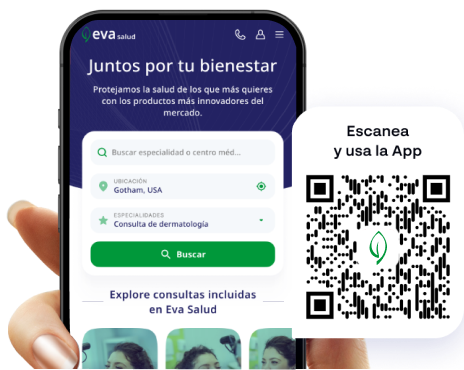 eva salud
Juntos por tu bienestar
Protejamos la salud de los que más quieres
con los productos más innovadores del
mercado.
Buscar especialidad o centro méd...
UBICACIÓN
Gotham, USA
ESPECIALIDADES
Consulta de dermatología
Buscar
Explore consultas incluidas
en Eva Salud
Escanea
y usa la App